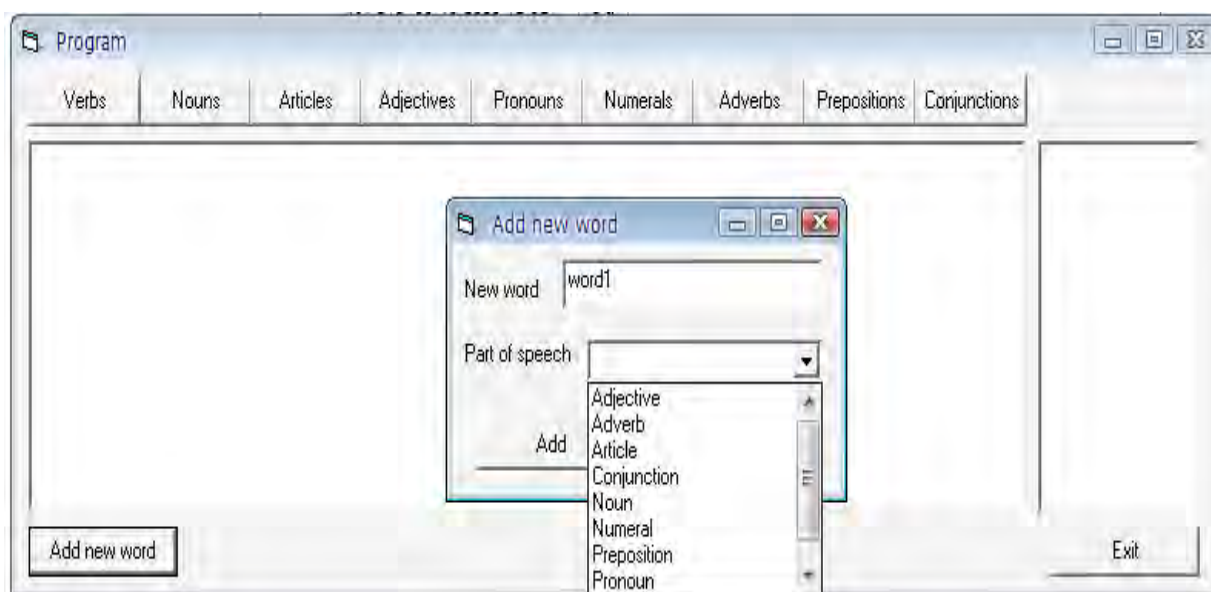 Program
Verbs Nouns Articles Adjectives Pronouns Numerals Adverbs Prepositions Conjunctions
Add new word
New word word1
Part of speech
Adjective
Adverb
Article
Add
Conjunction
Noun
Numeral
Preposition
Pronoun
Add new word
Exit